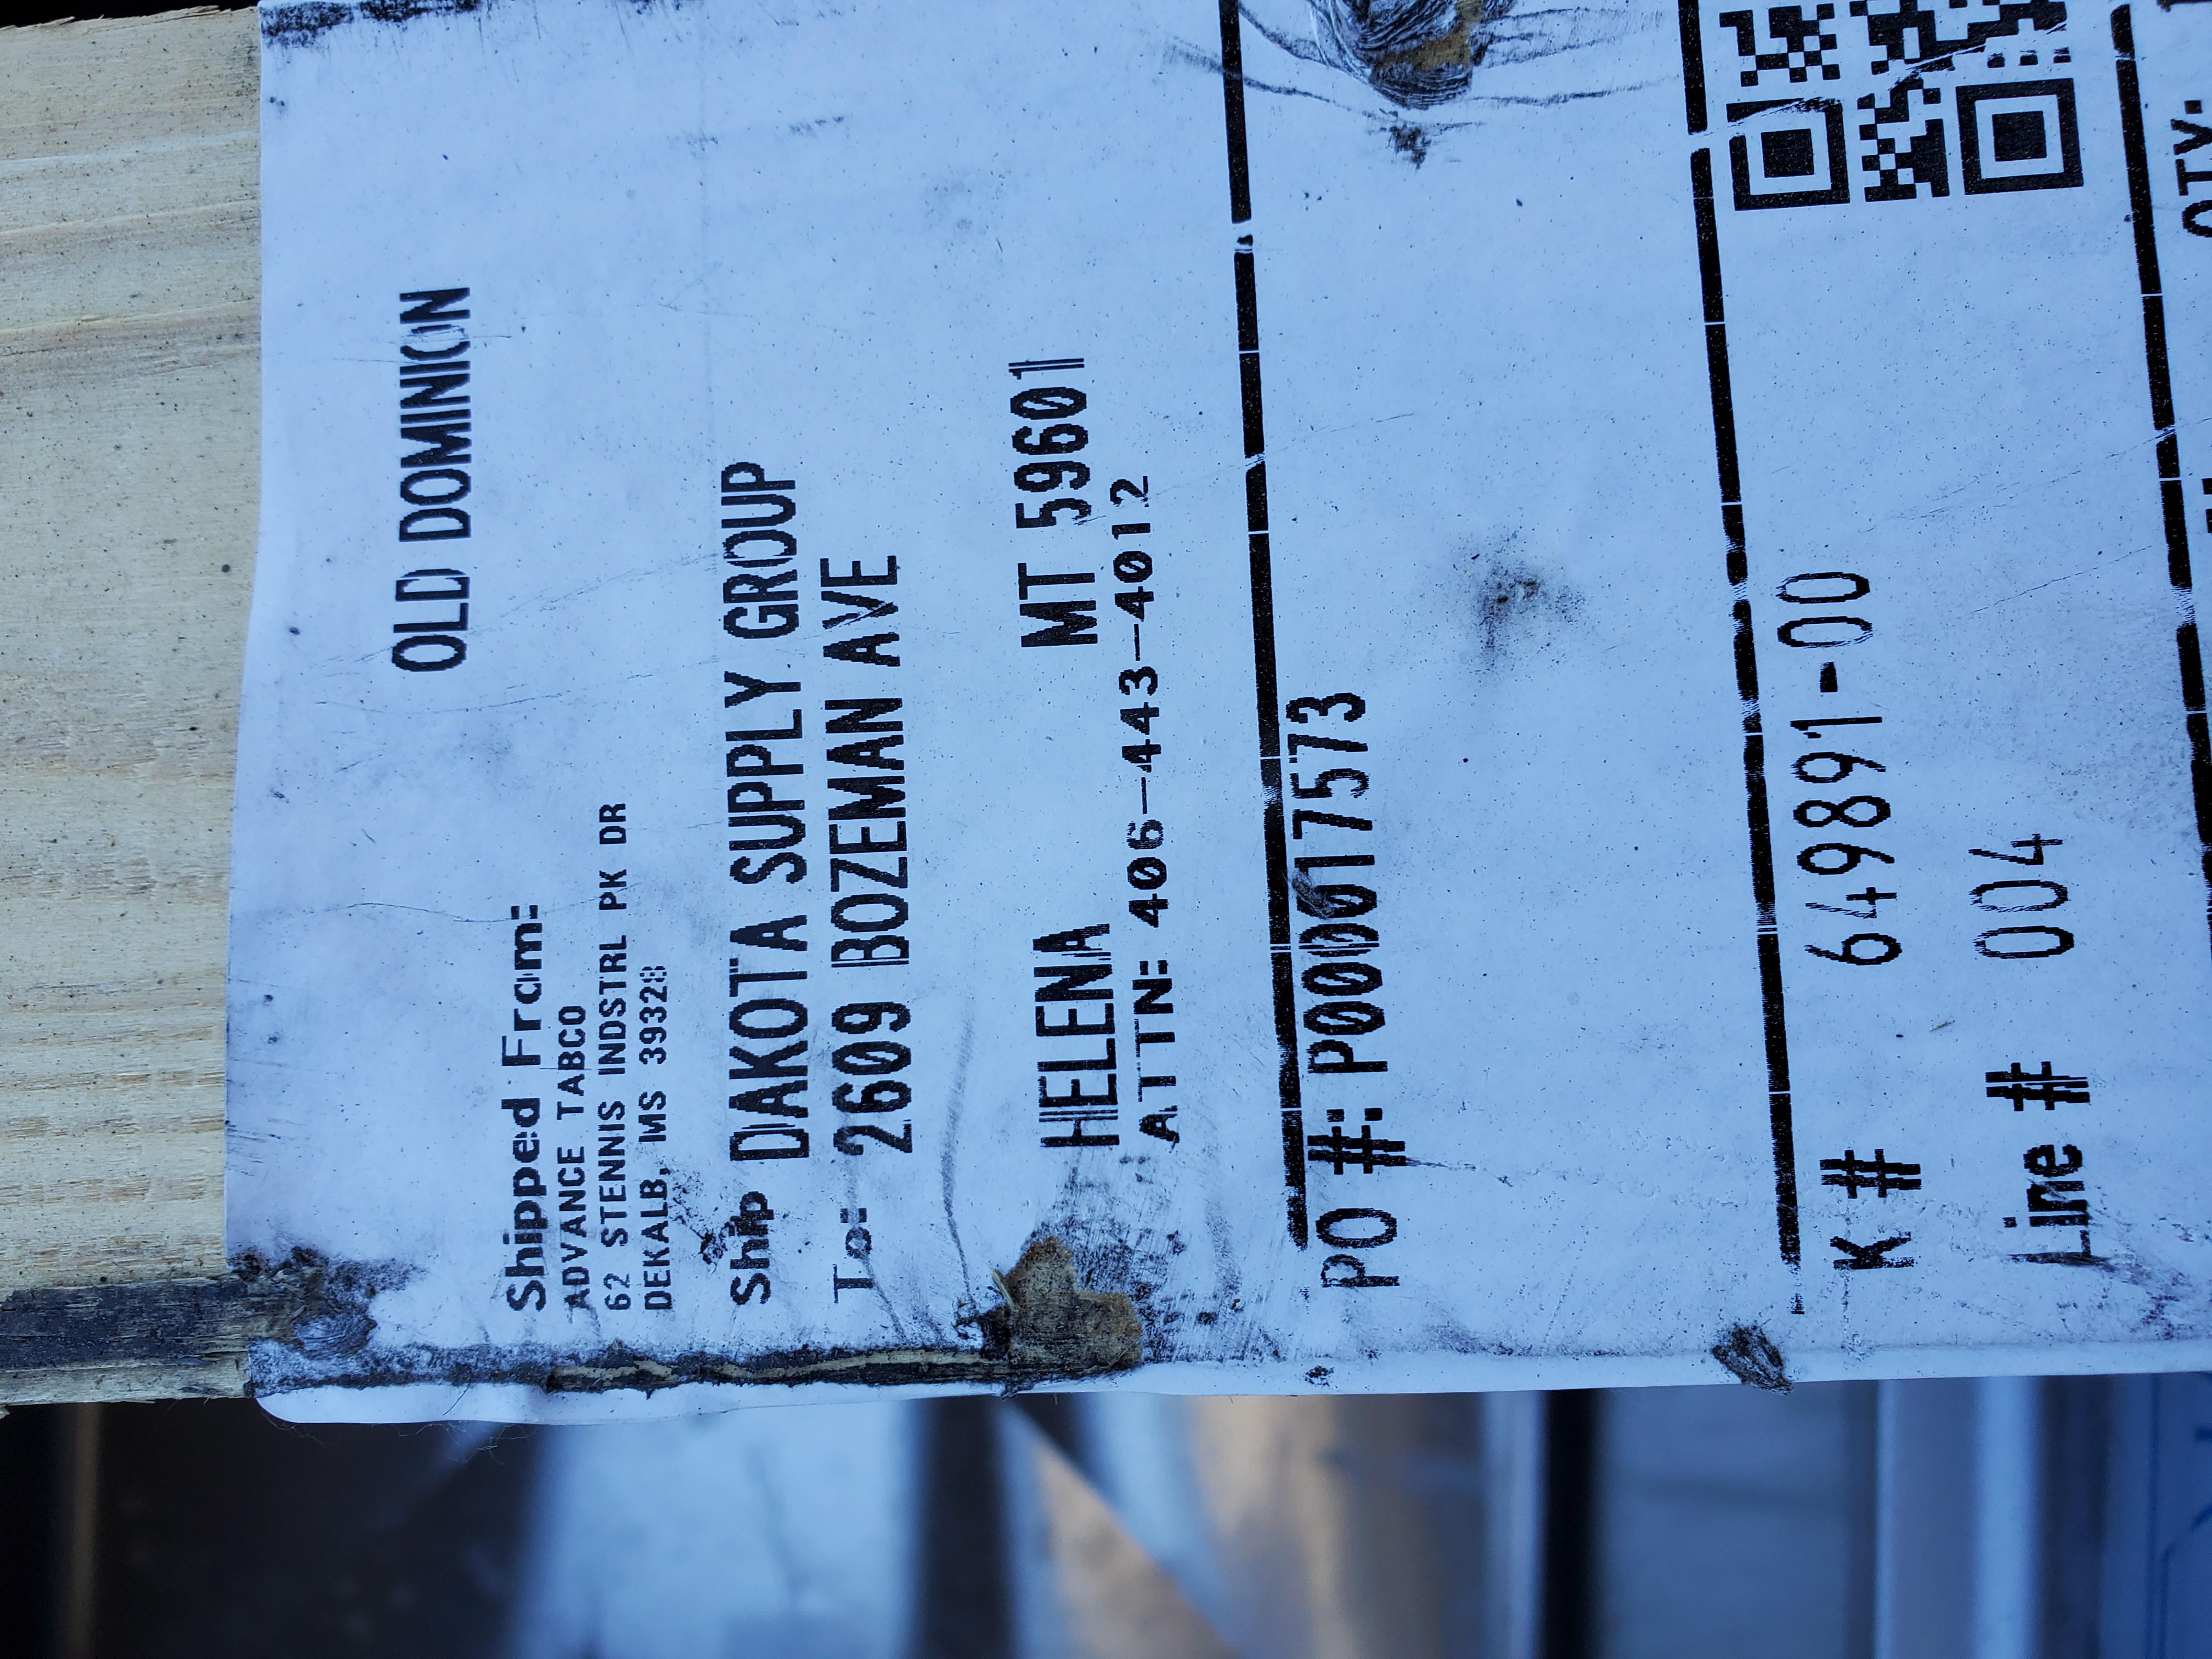 OLD DOMINION
Shipped From:
ADVANCE TABCO
62 STENNIS INDSTRL PK DR
DEKALB, MS 39328
Ship DAKOTA SUPPLY GROUP
To: 2609 BOZEMAN AVE
HELENA MT 59601
ATTN: 406-443-4012
PO #: P000017573
K # 649891-00
Line # 004
QTY: